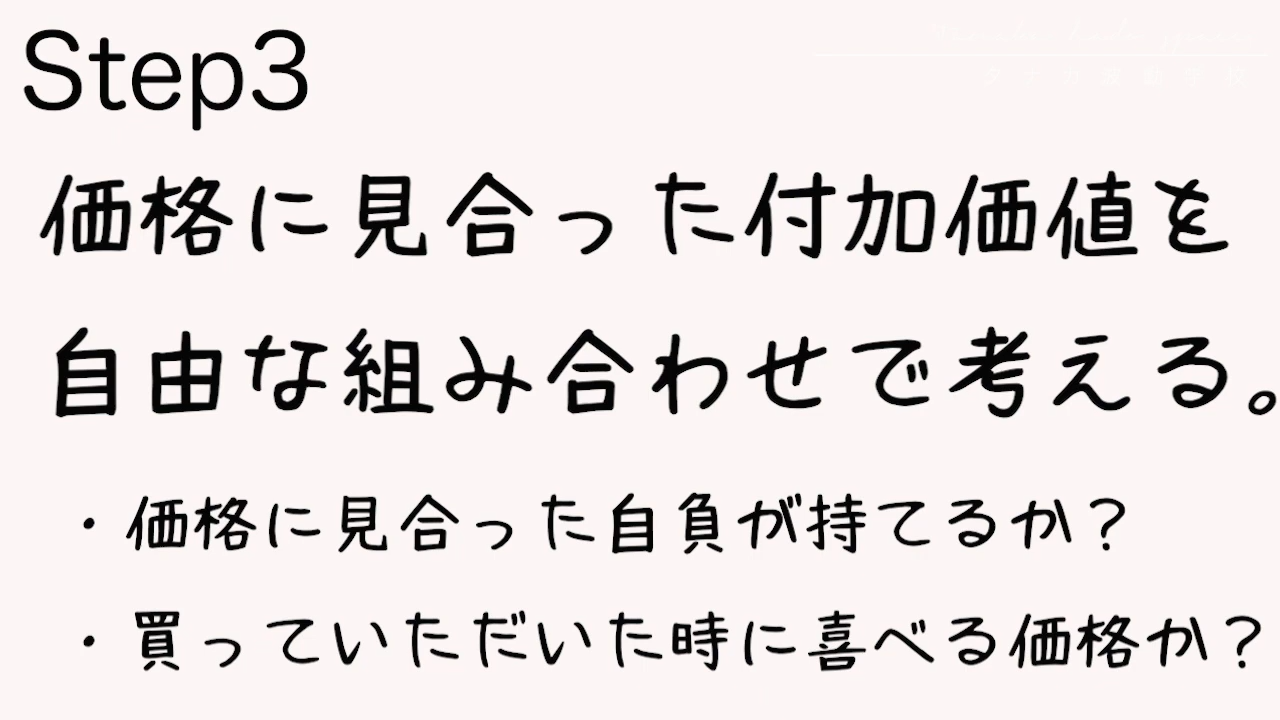 Step3
価格に見合った付加価値を
自由な組み合わせで考える。
・価格に見合った自負が持てるか？
・買っていただいた時に喜べる価格か？